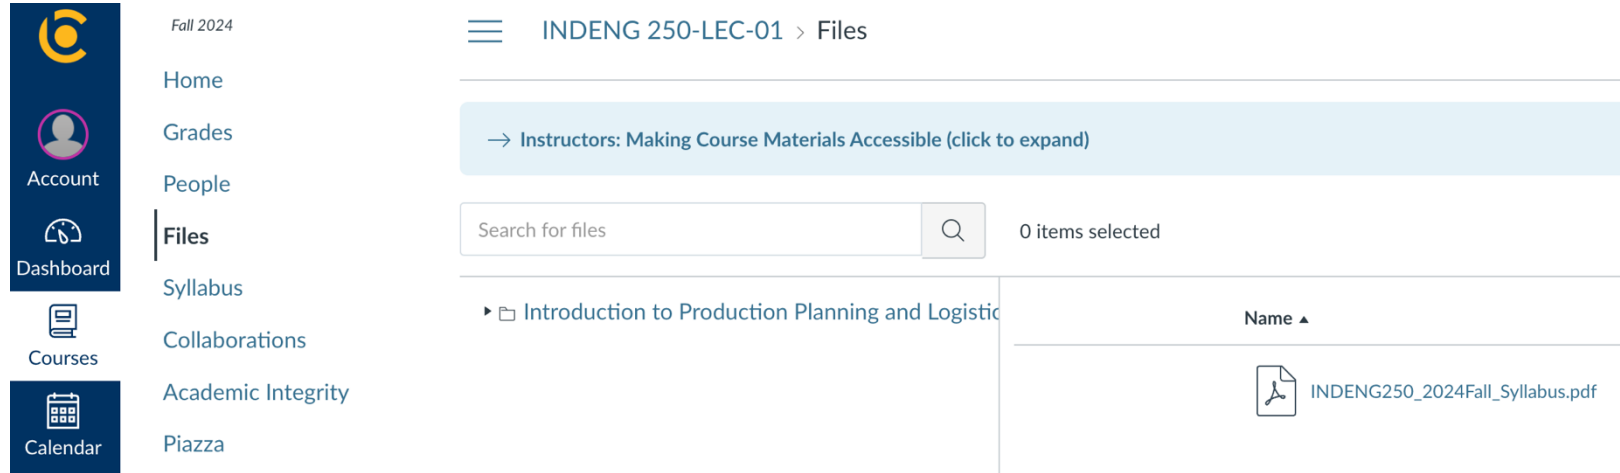 Account
Dashboard
Courses
Calendar
Fall 2024
Home
Grades
People
Files
Syllabus
Collaborations
Academic Integrity
Piazza
INDENG 250-LEC-01 > Files
→ Instructors: Making Course Materials Accessible (click to expand)
Search for files
0 items selected
Introduction to Production Planning and Logistic
Name
INDENG250_2024Fall_Syllabus.pdf